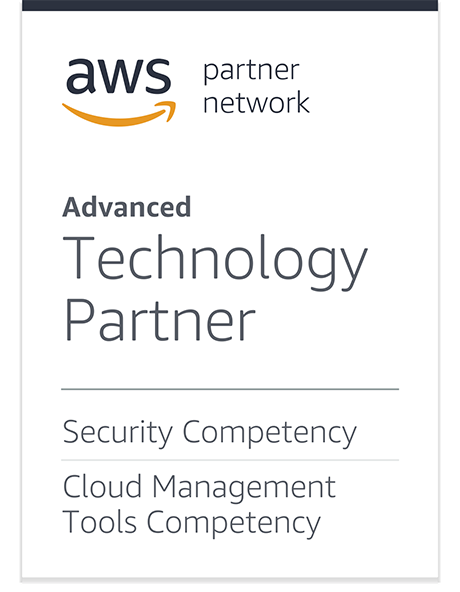 aws partner
network
Advanced
Technology
Partner
Security Competency
Cloud Management
Tools Competency